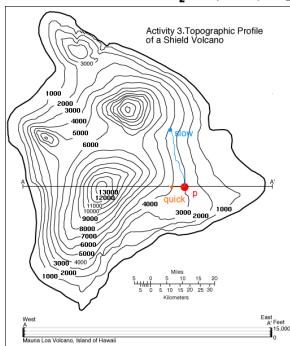 Activity 3.Topographic Profile
of a Shield Volcano
3000
1000
2000
3000
4000
5000
6000
slow
A
A'
13000
12000
11000
10000
9000
8000
7000
6000
5000
4000
3000
2000
1000
p
quick
4000
3000
2000
1000
Miles
5 0 5 10 15 20
5 0 5 10 15 20 25 30
Kilometers
West
A
East
A'
Feet
15,000
0
Mauna Loa Volcano, Island of Hawaii